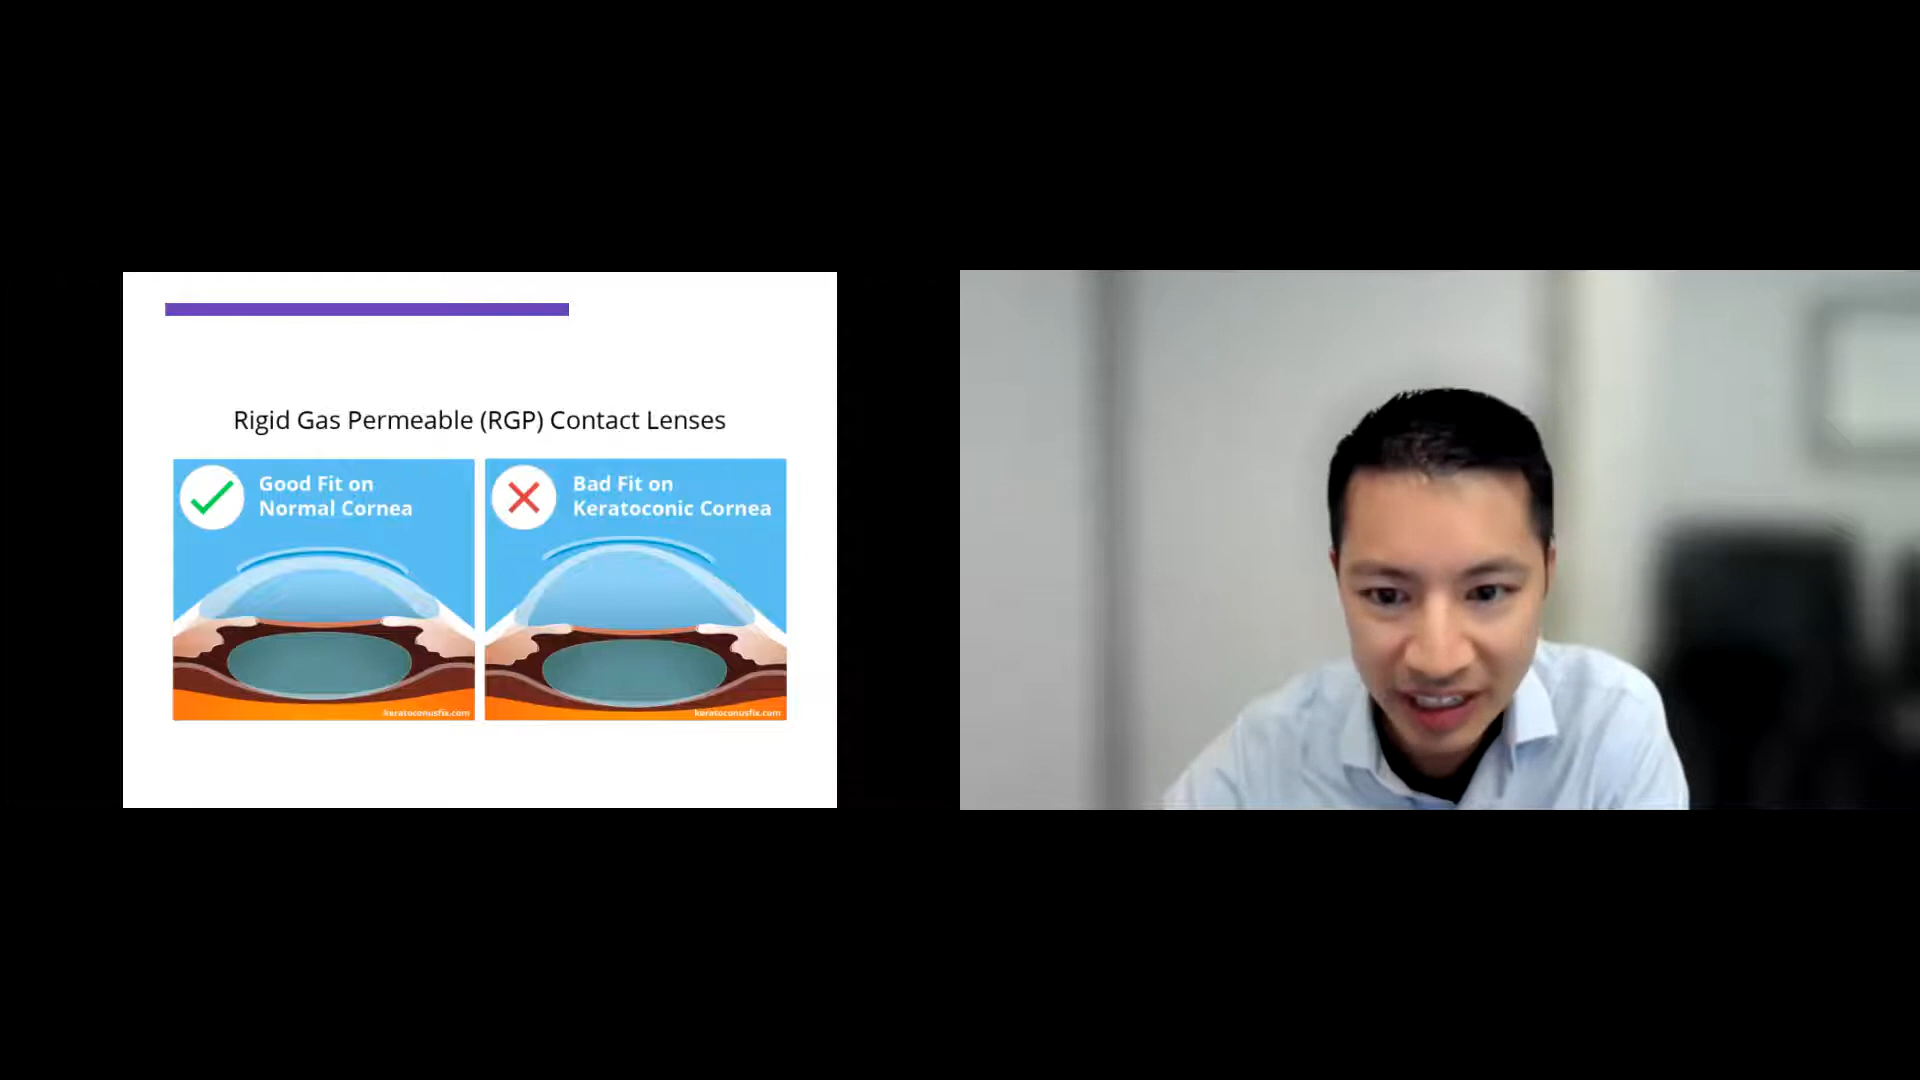 Rigid Gas Permeable (RGP) Contact Lenses
Good Fit on
Normal Cornea
Bad Fit on
Keratoconic Cornea
keratoconusfix.com
keratoconusfix.com